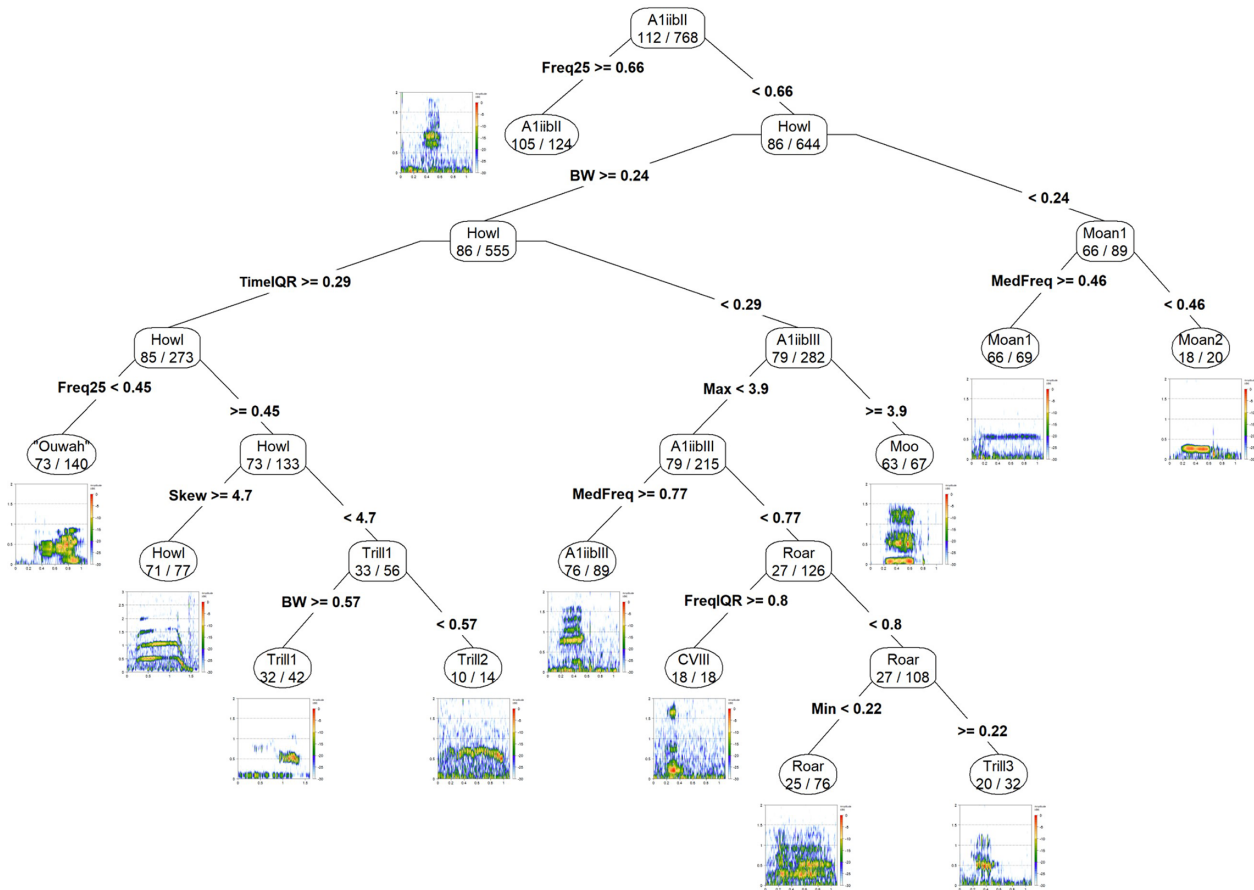 A1iibII
112 / 768
Freq25 >= 0.66
< 0.66
A1iibII
105 / 124
Howl
86 / 644
BW >= 0.24
< 0.24
Howl
86 / 555
Moan1
66 / 89
TimeIQR >= 0.29
< 0.29
MedFreq >= 0.46
< 0.46
Howl
85 / 273
A1iibIII
79 / 282
Moan1
66 / 69
Moan2
18 / 20
Freq25 < 0.45
>= 0.45
Max < 3.9
>= 3.9
"Ouwah"
73 / 140
Howl
73 / 133
A1iibIII
79 / 215
Moo
63 / 67
Skew >= 4.7
< 4.7
MedFreq >= 0.77
< 0.77
Howl
71 / 77
Trill1
33 / 56
A1iibIII
76 / 89
Roar
27 / 126
BW >= 0.57
< 0.57
FreqIQR >= 0.8
< 0.8
Trill1
32 / 42
Trill2
10 / 14
CVIII
18 / 18
Roar
27 / 108
Min < 0.22
>= 0.22
Roar
25 / 76
Trill3
20 / 32